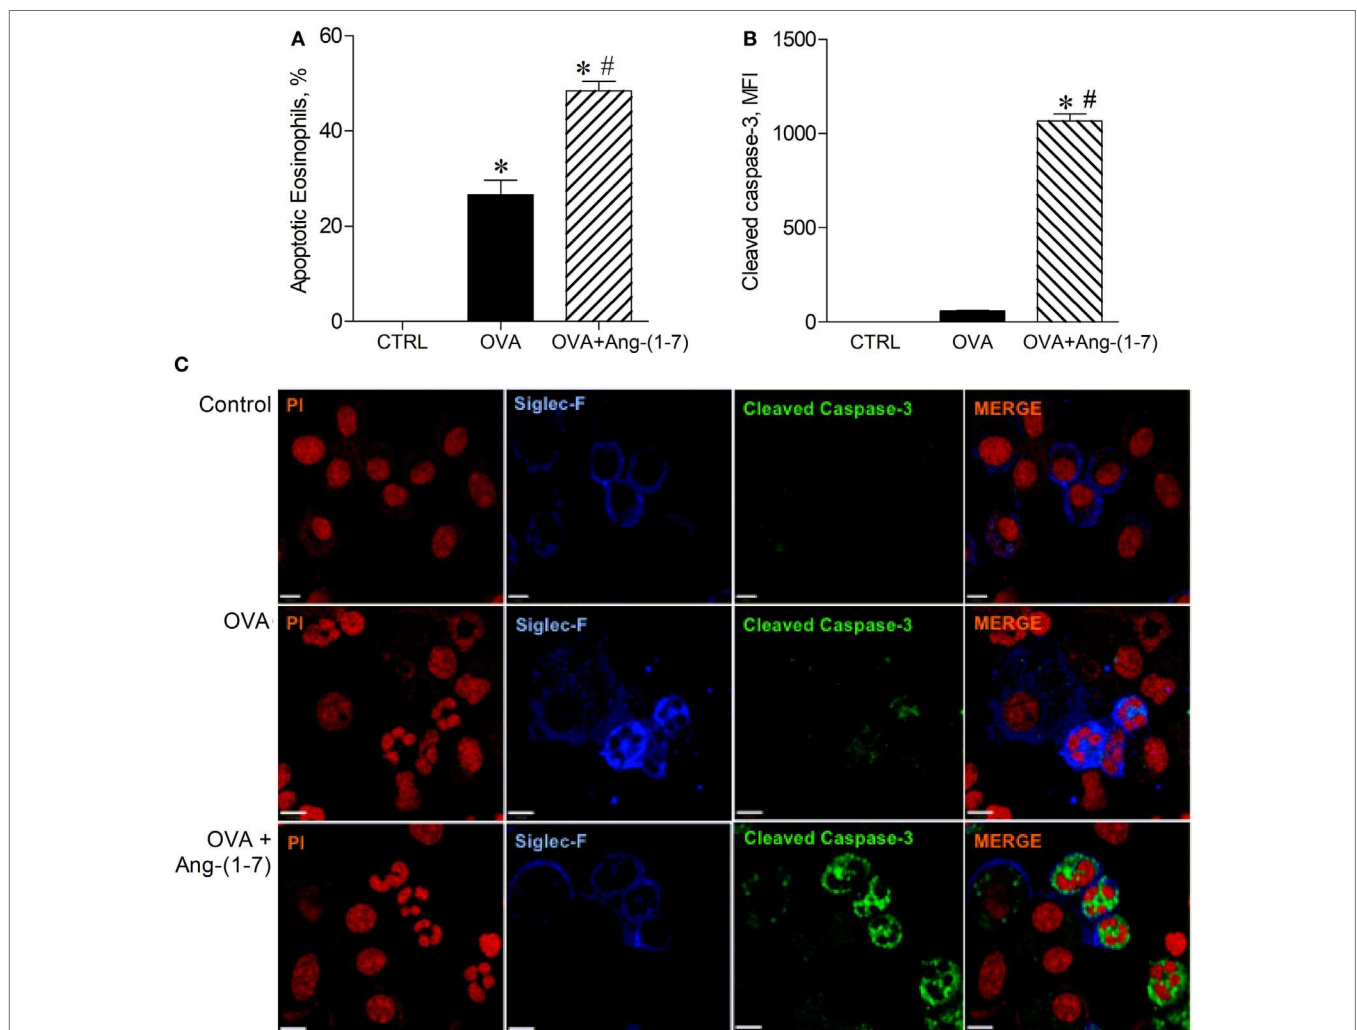 A
Apoptotic Eosinophils, %
60
40
20
0
*
* #
CTRL
OVA
OVA+Ang-(1-7)
B
Cleaved caspase-3, MFI
1500
1000
500
0
* #
CTRL
OVA
OVA+Ang-(1-7)
C
Control
PI
Siglec-F
Cleaved Caspase-3
MERGE
OVA
PI
Siglec-F
Cleaved Caspase-3
MERGE
OVA +
Ang-(1-7)
PI
Siglec-F
Cleaved Caspase-3
MERGE